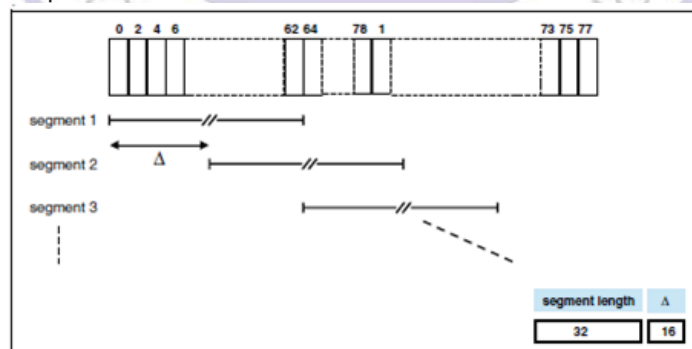 0 2 4 6 62 64 78 1 73 75 77
segment 1
Δ
segment 2
segment 3
segment length Δ
32 16